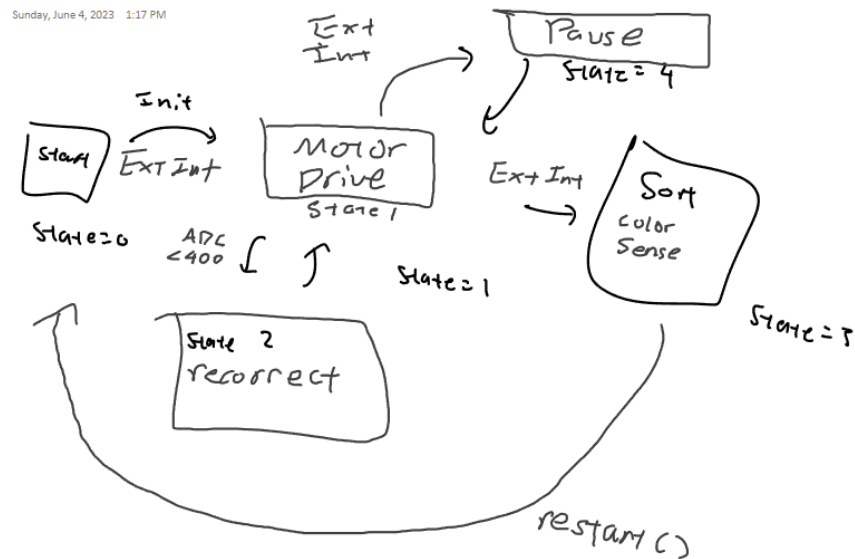 Sunday, June 4, 2023 1:17 PM
Ext
Int
Pause
State = 4
Init
Start
Ext Int
State=0
Motor
Drive
State 1
Ext Int
Sort
Color
Sense
ADC
<400
State = 1
State = 3
State 2
recorrect
restart ()